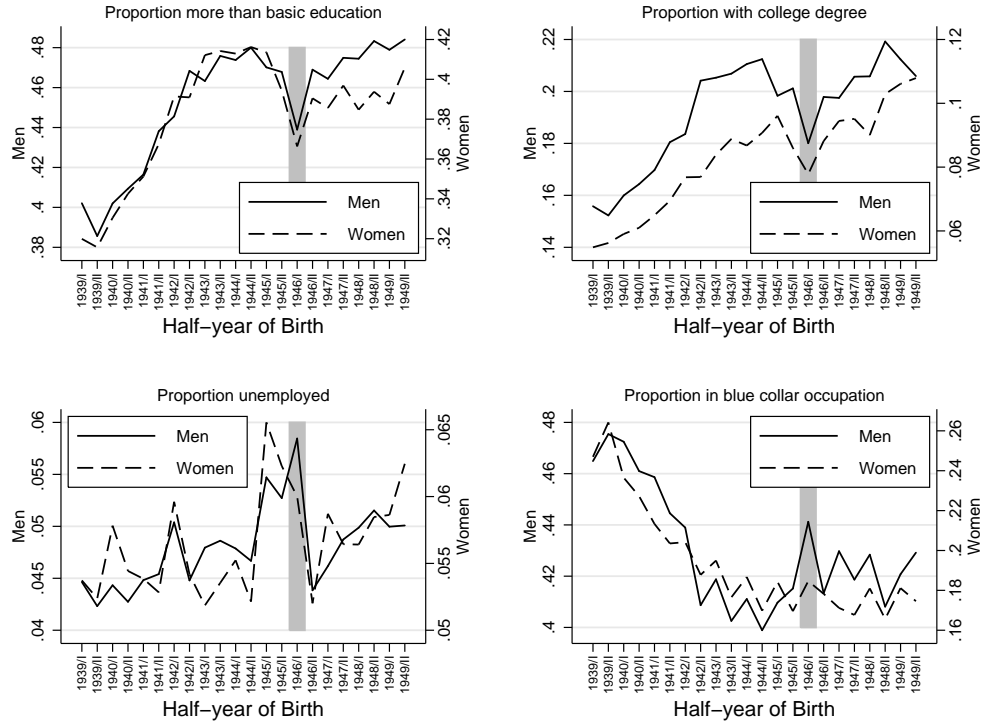 Proportion more than basic education
.48
.46
.44
.42
.4
.38
Men
.42
.4
.38
.36
.34
.32
Women
Men
Women
1939/I
1939/II
1940/I
1940/II
1941/I
1941/II
1942/I
1942/II
1943/I
1943/II
1944/I
1944/II
1945/I
1945/II
1946/I
1946/II
1947/I
1947/II
1948/I
1948/II
1949/I
1949/II
Half−year of Birth
Proportion with college degree
.22
.2
.18
.16
.14
Men
.12
.1
.08
.06
Women
Men
Women
1939/I
1939/II
1940/I
1940/II
1941/I
1941/II
1942/I
1942/II
1943/I
1943/II
1944/I
1944/II
1945/I
1945/II
1946/I
1946/II
1947/I
1947/II
1948/I
1948/II
1949/I
1949/II
Half−year of Birth
Proportion unemployed
.06
.055
.05
.045
.04
Men
.065
.06
.055
.05
Women
Men
Women
1939/I
1939/II
1940/I
1940/II
1941/I
1941/II
1942/I
1942/II
1943/I
1943/II
1944/I
1944/II
1945/I
1945/II
1946/I
1946/II
1947/I
1947/II
1948/I
1948/II
1949/I
1949/II
Half−year of Birth
Proportion in blue collar occupation
.48
.46
.44
.42
.4
Men
.26
.24
.22
.2
.18
.16
Women
Men
Women
1939/I
1939/II
1940/I
1940/II
1941/I
1941/II
1942/I
1942/II
1943/I
1943/II
1944/I
1944/II
1945/I
1945/II
1946/I
1946/II
1947/I
1947/II
1948/I
1948/II
1949/I
1949/II
Half−year of Birth